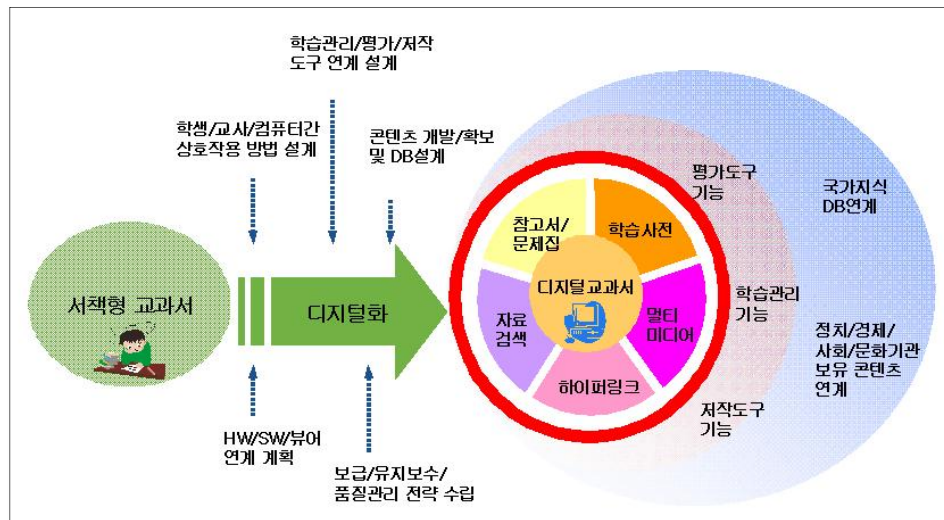 학습관리/평가/저작
도구 연계 설계
학생/교사/컴퓨터간
상호작용 방법 설계
콘텐츠 개발/확보
및 DB설계
서책형 교과서
디지털화
HW/SW/뷰어
연계 계획
보급/유지보수/
품질관리 전략 수립
참고서/
문제집
학습사전
디지털교과서
자료
검색
멀티
미디어
하이퍼링크
평가도구
기능
학습관리
기능
저작도구
기능
국가지식
DB연계
정치/경제/
사회/문화기관
보유 콘텐츠
연계